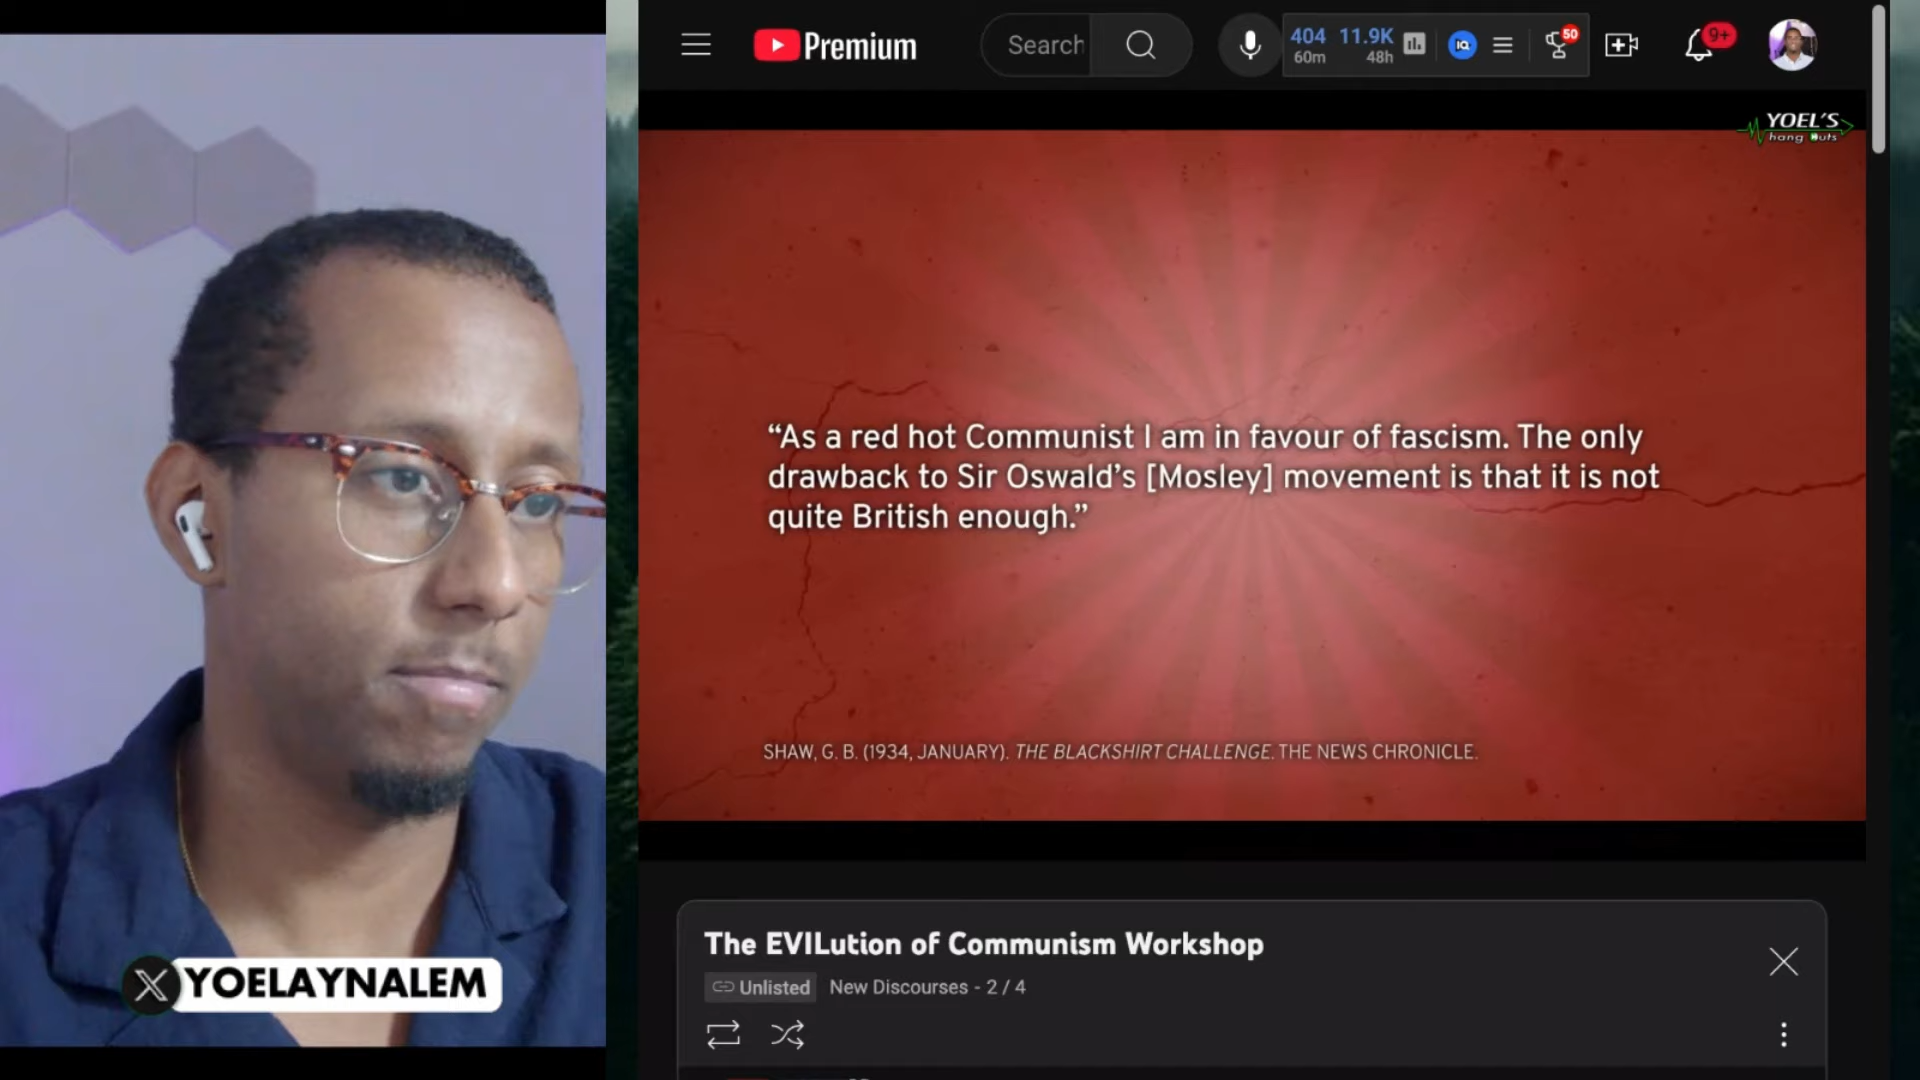 Premium
Search
404 11.9K
60m 48h
IQ
50
9+
YOEL'S
hang outs
“As a red hot Communist I am in favour of fascism. The only
drawback to Sir Oswald’s [Mosley] movement is that it is not
quite British enough.”
SHAW, G. B. (1934, JANUARY). THE BLACKSHIRT CHALLENGE. THE NEWS CHRONICLE.
The EVILution of Communism Workshop
Unlisted New Discourses - 2 / 4
X YOELAYNALEM